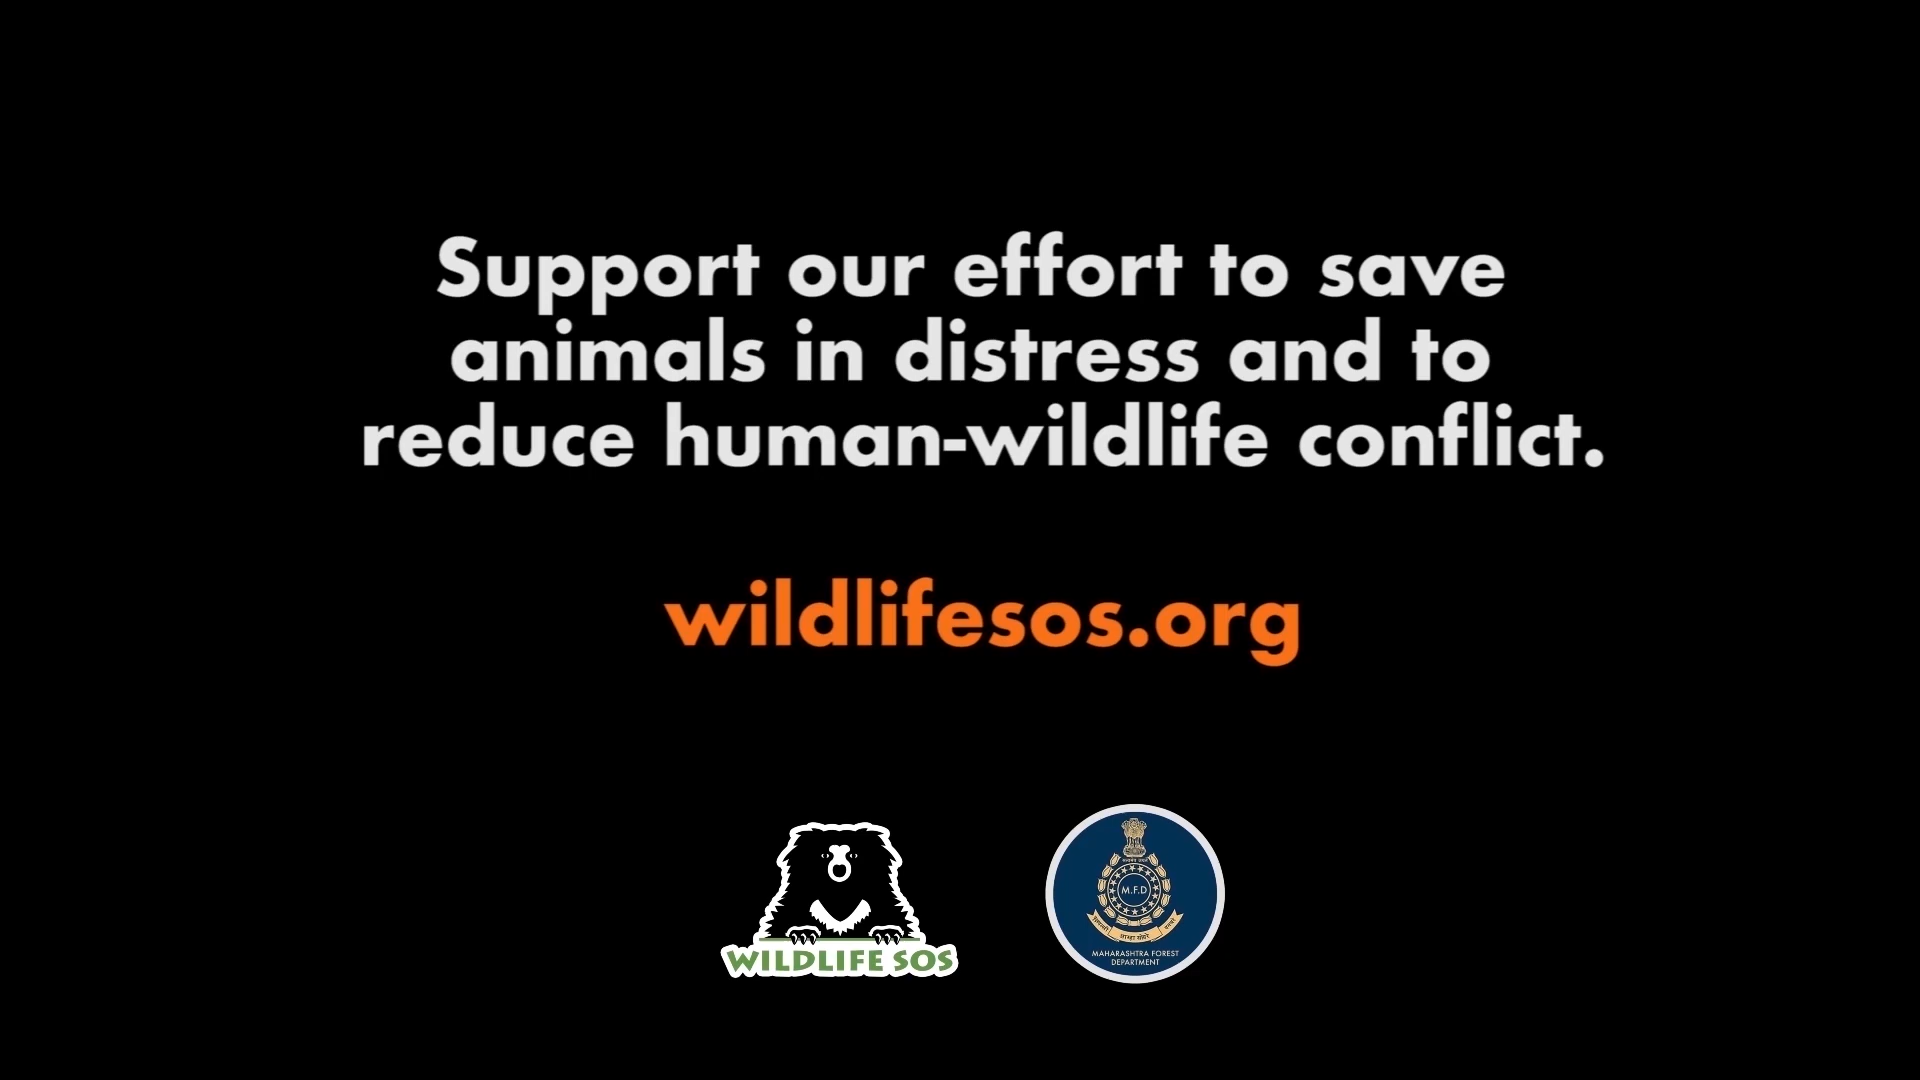 Support our effort to save
animals in distress and to
reduce human-wildlife conflict.
wildlifesos.org
WILDLIFE SOS
M.F.D
MAHARASHTRA FOREST
DEPARTMENT